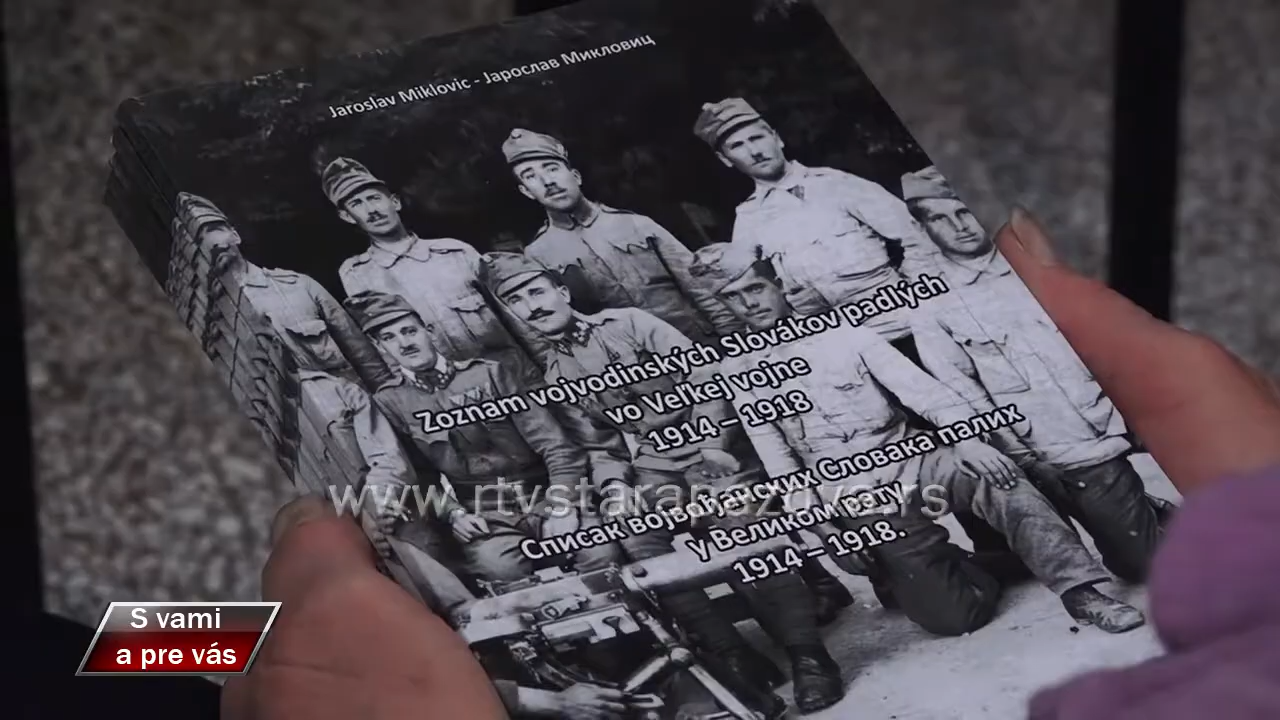 Jaroslav Miklovic - Јарослав Микловиц
Zoznam vojvodinských Slovákov padlých
vo Veľkej vojne
1914 – 1918
Списак војвођанских Словака палих
у Великом рату
1914 – 1918.
www.rtvstarapazova.rs
S vami
a pre vás